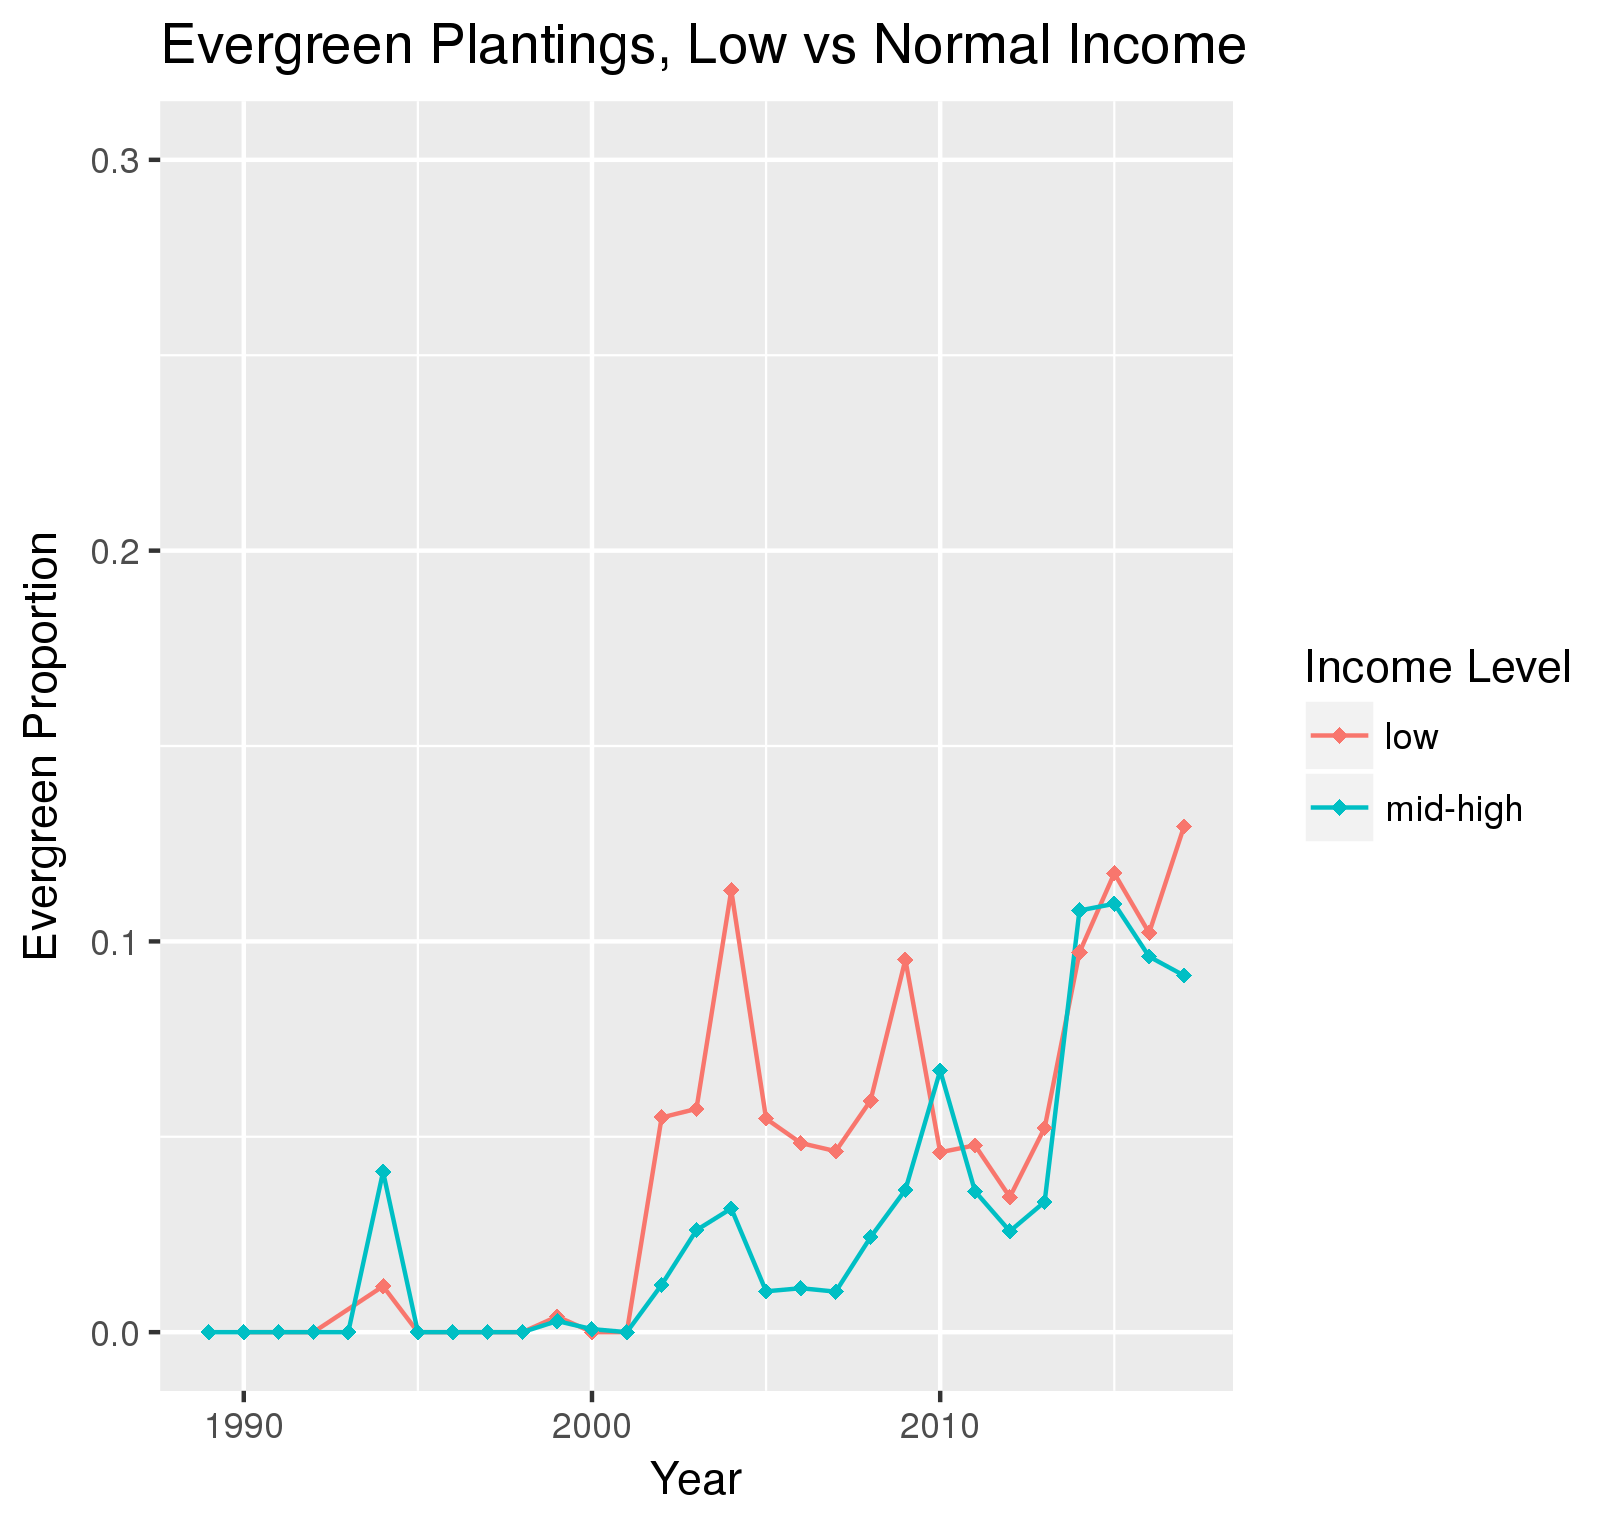 Evergreen Plantings, Low vs Normal Income
0.3
0.2
0.1
0.0
Evergreen Proportion
1990
2000
2010
Year
Income Level
low
mid-high